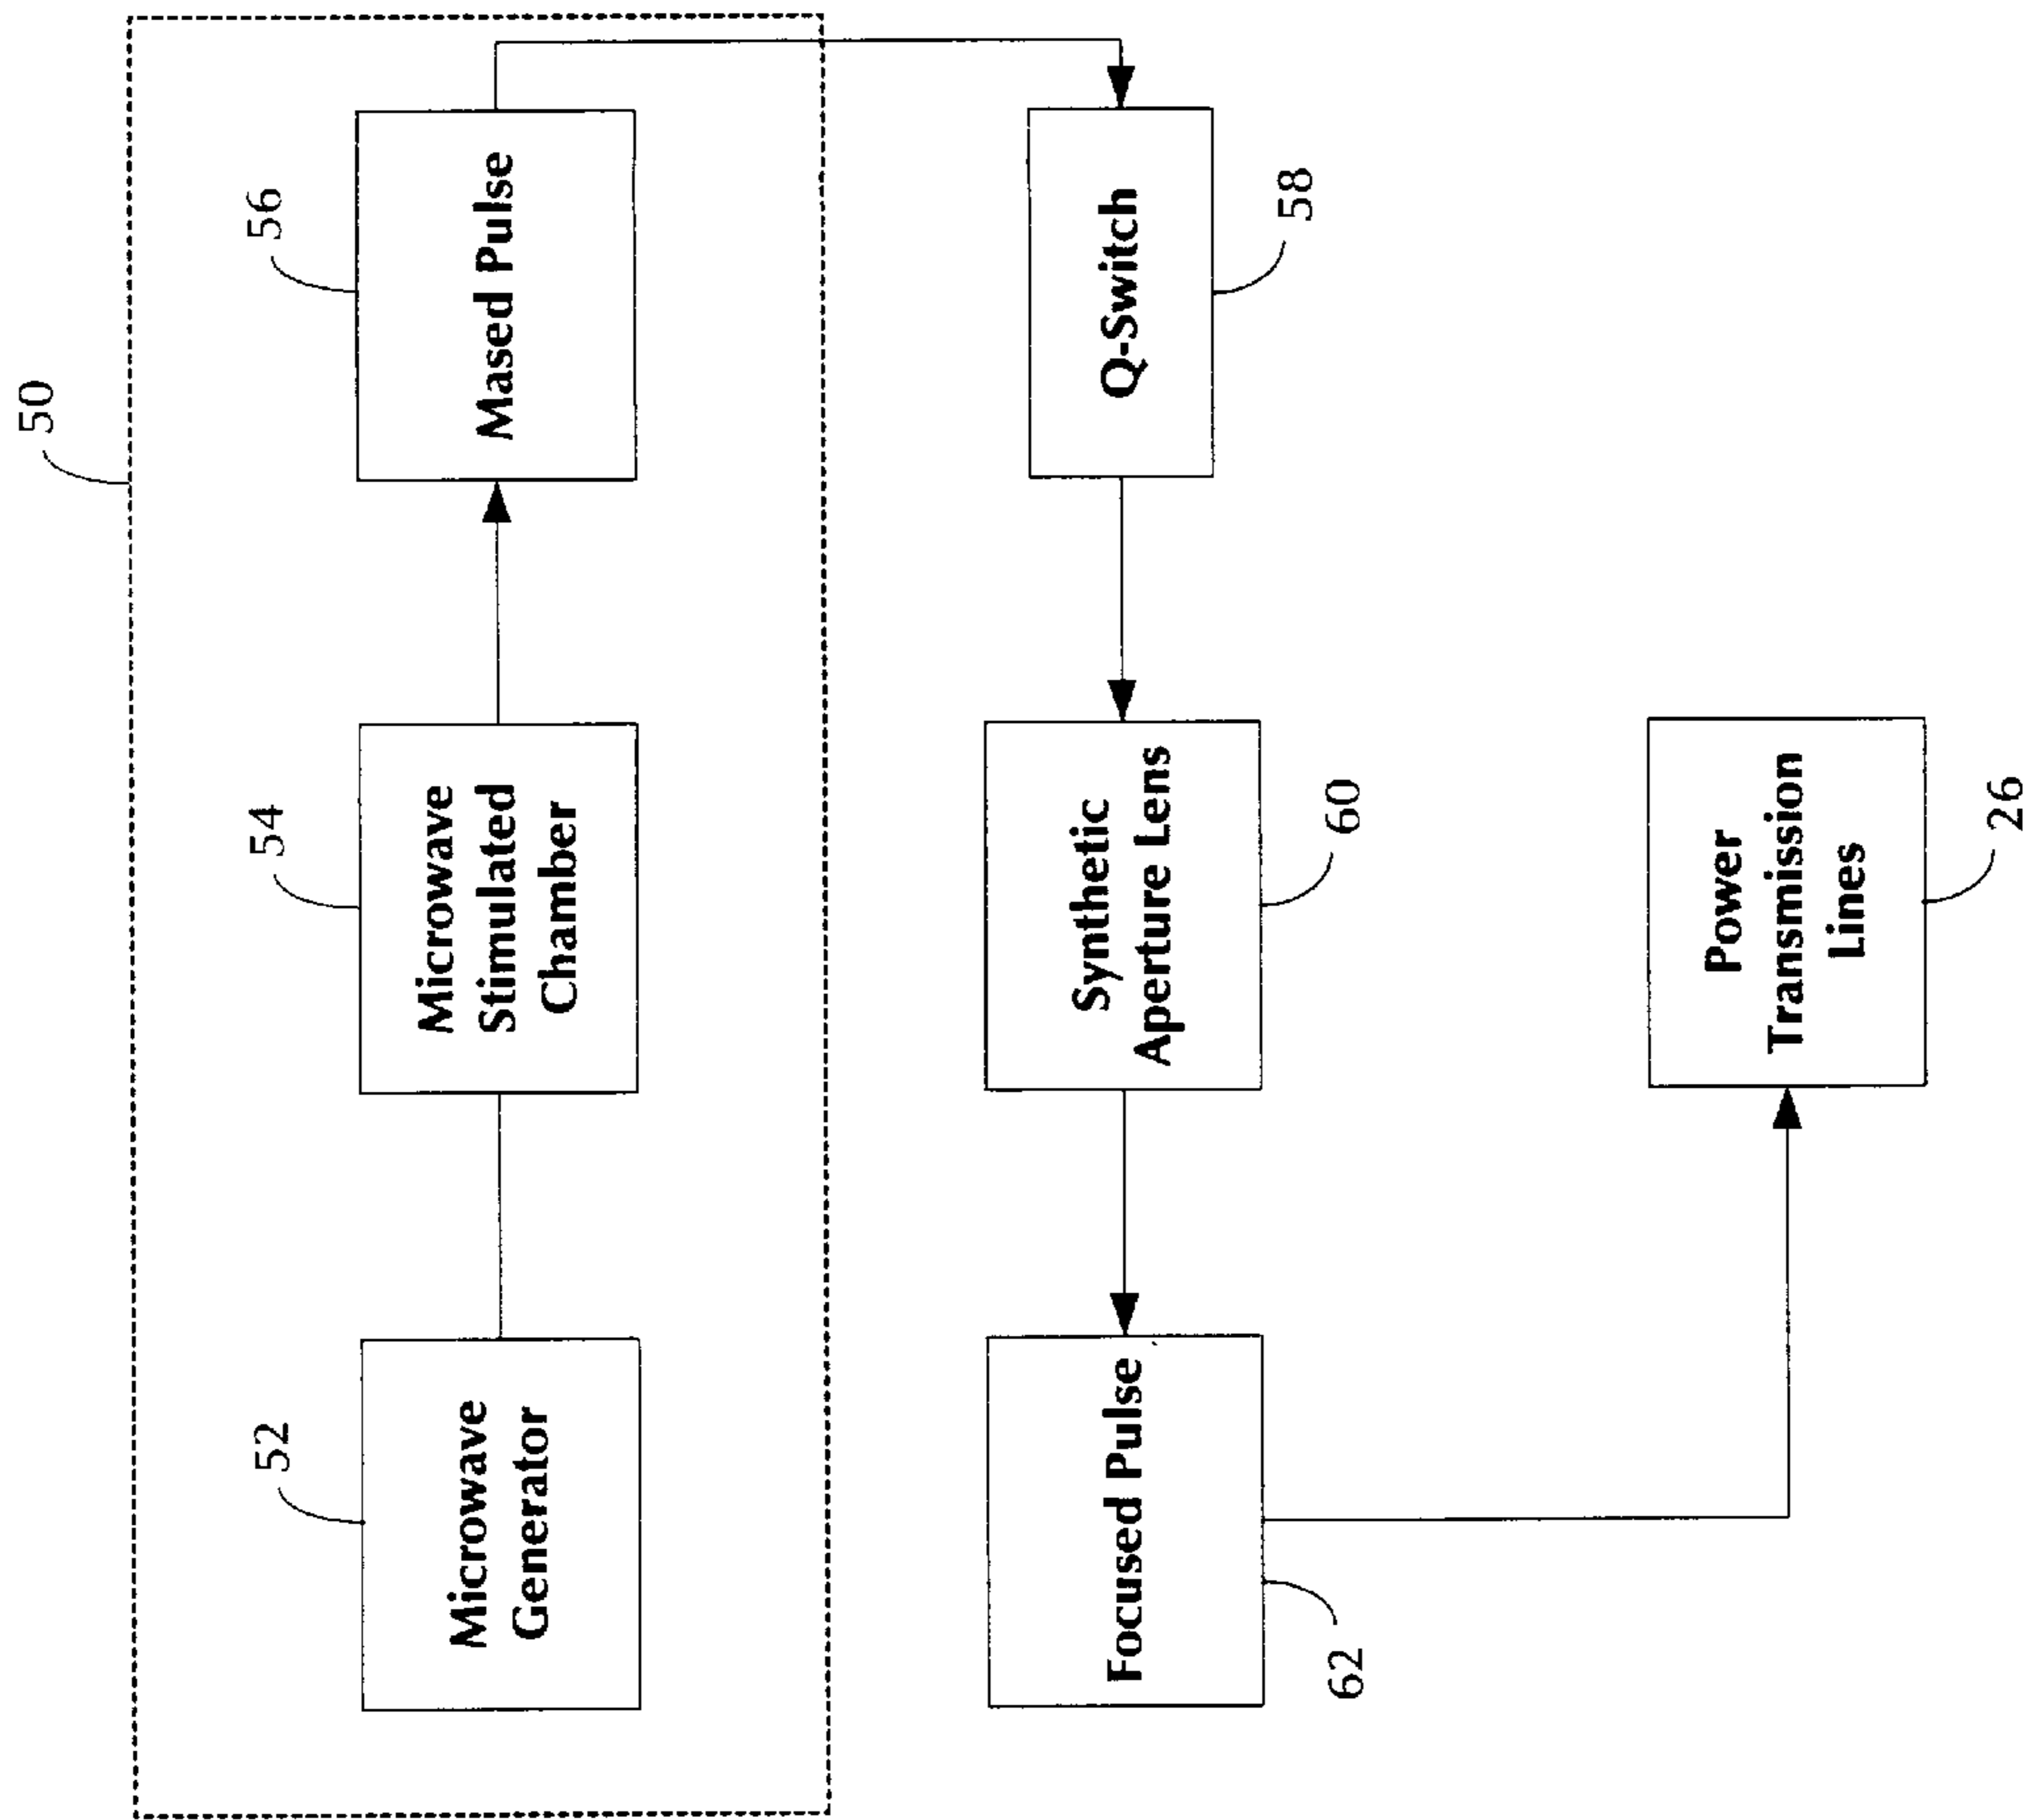 50
52
Microwave
Generator
54
Microwave
Stimulated
Chamber
56
Mased Pulse
Focused Pulse
62
Synthetic
Aperture Lens
60
Q-Switch
58
Power
Transmission
Lines
26